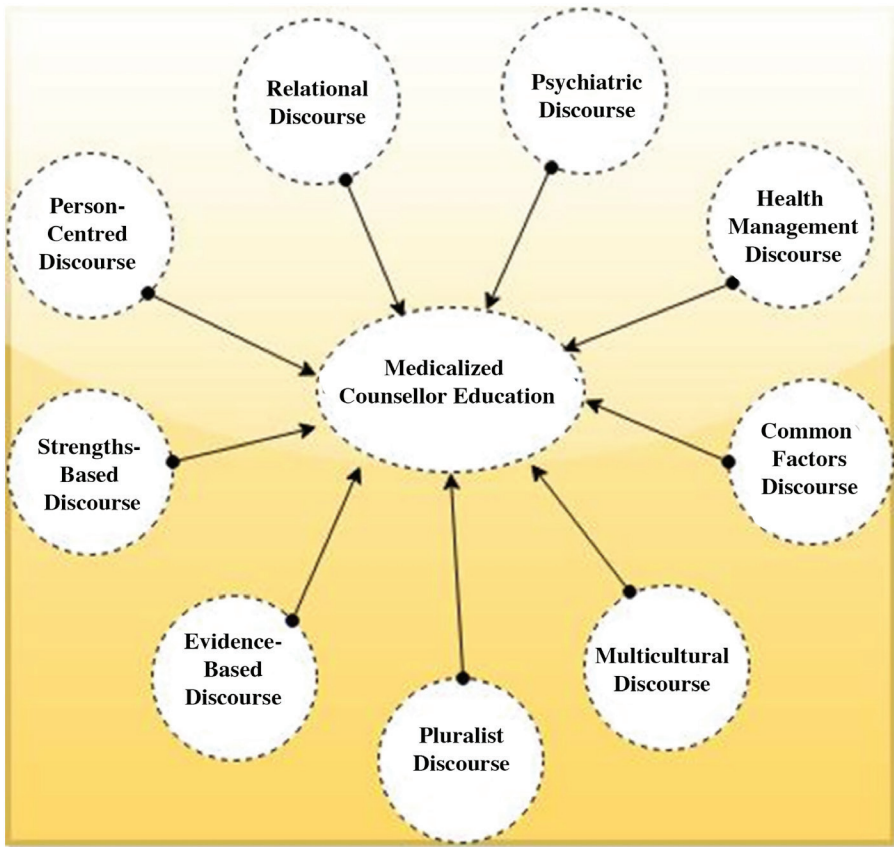 Relational
Discourse
Psychiatric
Discourse
Person-
Centred
Discourse
Health
Management
Discourse
Medicalized
Counsellor Education
Strengths-
Based
Discourse
Common
Factors
Discourse
Evidence-
Based
Discourse
Multicultural
Discourse
Pluralist
Discourse